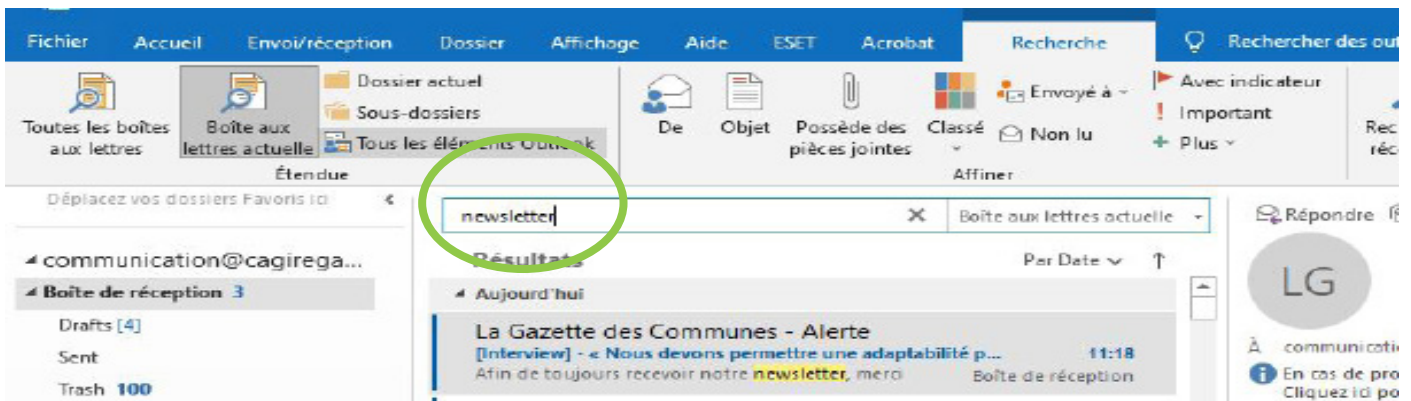 Fichier Accueil Envoi/réception Dossier Affichage Aide ESET Acrobat Recherche Rechercher des out
Toutes les boîtes aux lettres
Boîte aux lettres actuelle
Dossier actuel
Sous-dossiers
Tous les éléments Outlook
Étendue
De
Objet
Possède des pièces jointes
Classé
Envoyé à
Non lu
Avec indicateur
Important
Plus
Affiner
Rec
réc
Déplacez vos dossiers Favoris ici
newsletter
Boîte aux lettres actuelle
Répondre
communication@cagirega...
Résultats
Par Date
Boîte de réception 3
Aujourd'hui
LG
Drafts [4]
Sent
Trash 100
La Gazette des Communes - Alerte
[Interview] - « Nous devons permettre une adaptabilité p... 11:18
Afin de toujours recevoir notre newsletter, merci Boîte de réception
À communicati
En cas de pro
Cliquez ici po